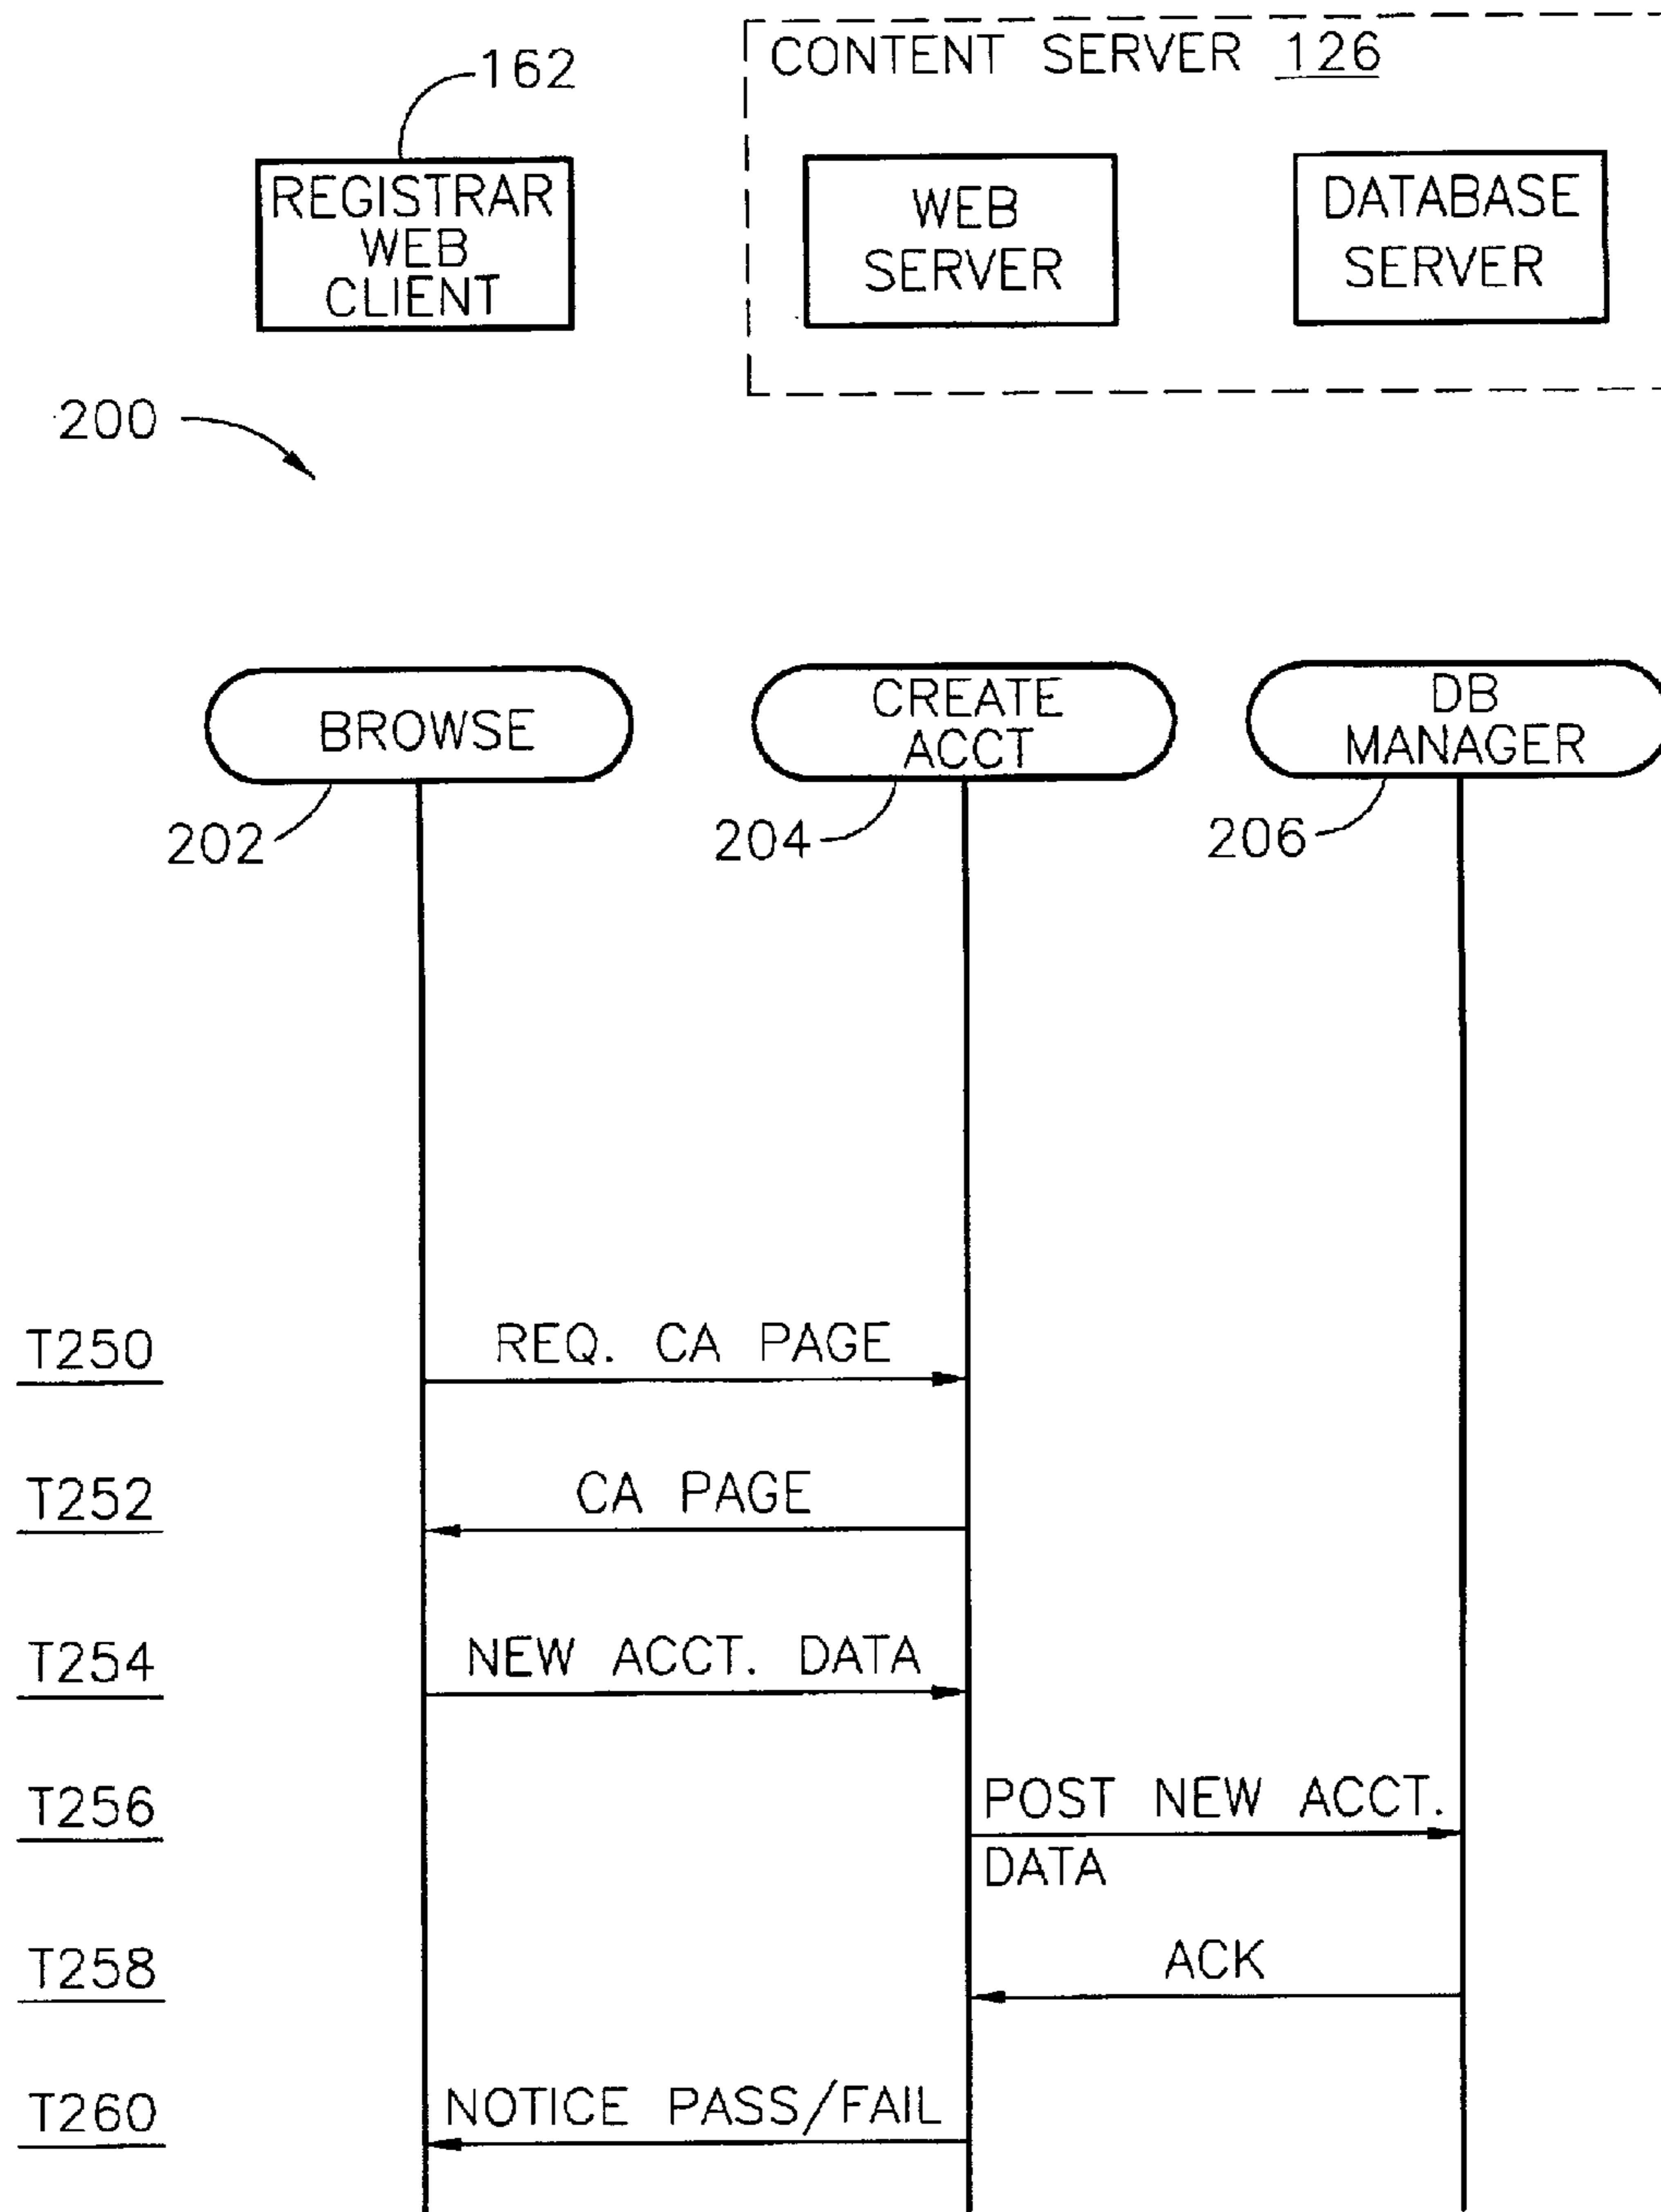 162
CONTENT SERVER 126
REGISTRAR
WEB
CLIENT
WEB
SERVER
DATABASE
SERVER
200
BROWSE
CREATE
ACCT
DB
MANAGER
202
204
206
T250
REQ. CA PAGE
T252
CA PAGE
T254
NEW ACCT. DATA
T256
POST NEW ACCT.
DATA
T258
ACK
T260
NOTICE PASS/FAIL